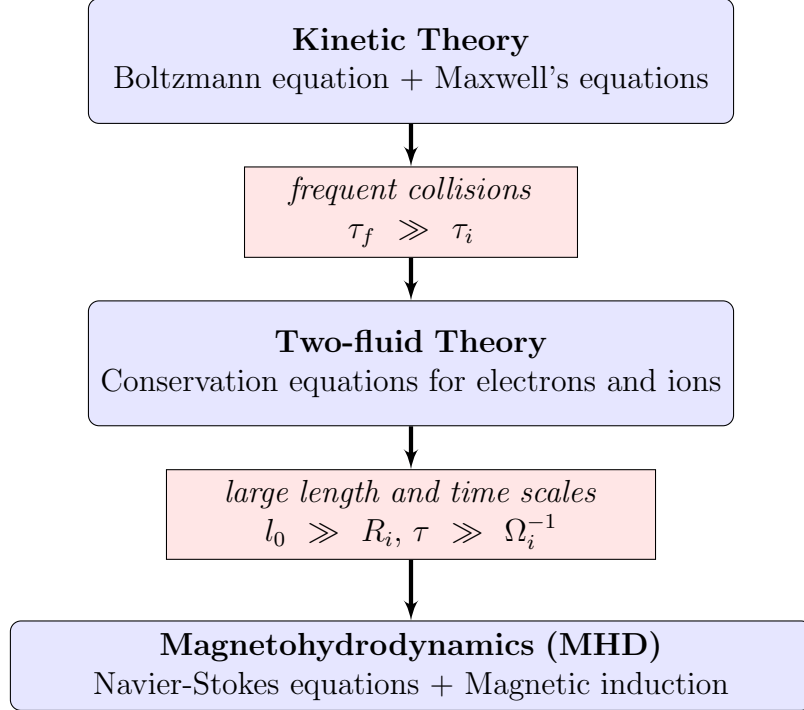 Kinetic Theory
Boltzmann equation + Maxwell's equations
frequent collisions
τ_f ≫ τ_i
Two-fluid Theory
Conservation equations for electrons and ions
large length and time scales
l_0 ≫ R_i, τ ≫ Ω_i^{-1}
Magnetohydrodynamics (MHD)
Navier-Stokes equations + Magnetic induction